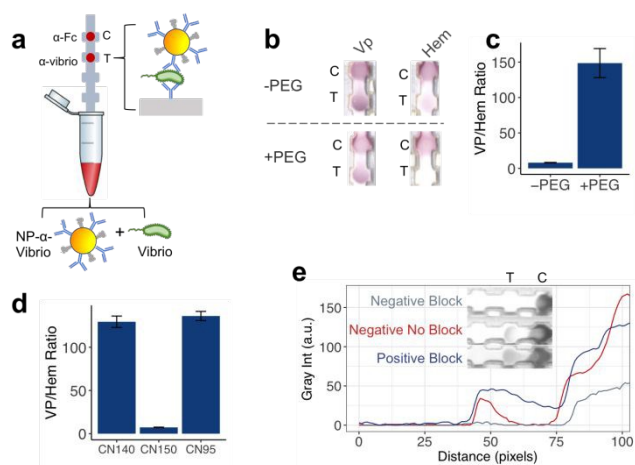 a
α-Fc C
α-vibrio T
NP-α-
Vibrio
+
Vibrio
b
Vp Hem
C
-PEG
T
C
+PEG
T
c
VP/Hem Ratio
150
100
50
0
−PEG +PEG
d
VP/Hem Ratio
100
50
0
CN140 CN150 CN95
e
T C
Negative Block
Negative No Block
Positive Block
Gray Int (a.u.)
150
100
50
0
0 25 50 75 100
Distance (pixels)